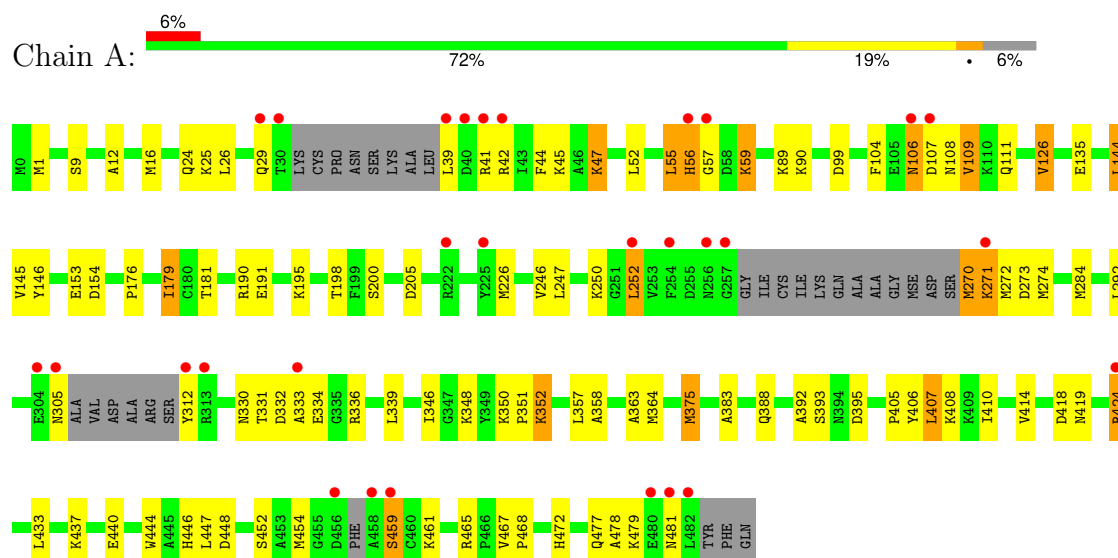 6%
Chain A:
72% 19% • 6%
M0 M1 S9 A12 M16 Q24 K25 L26 Q29 T30 LYS CYS PRO ASN SER LYS ALA LEU L39 D40 R41 R42 I43 F44 K45 A46 K47 L52 L55 H56 G57 D58 K59 K89 K90 D99 F104 E105 N106 D107 N108 V109 K110 Q111 V126 E135 L144
V145 Y146 E153 D154 P176 I179 C180 T181 R190 E191 K195 T198 F199 S200 D205 R222 Y225 M226 V246 L247 K250 G251 L252 V253 F254 D255 N256 G257 GLY ILE CYS ILE LYS GLN ALA ALA GLY MSE ASP SER M270 K271 M272 D273 M274 M284 L292
E304 N305 ALA VAL ASP ALA ARG SER Y312 R313 N330 T331 D332 A333 E334 G335 R336 L339 I346 G347 K348 Y349 K350 P351 K352 L357 A358 A363 M364 M375 A383 Q388 A392 S393 N394 D395 P405 Y406 L407 K408 K409 I410 V414 D418 N419 R424
L433 K437 E440 W444 A445 H446 L447 D448 S452 A453 M454 G455 D456 PHE A458 S459 C460 K461 R465 P466 V467 P468 H472 Q477 A478 K479 E480 N481 L482 TYR PHE GLN